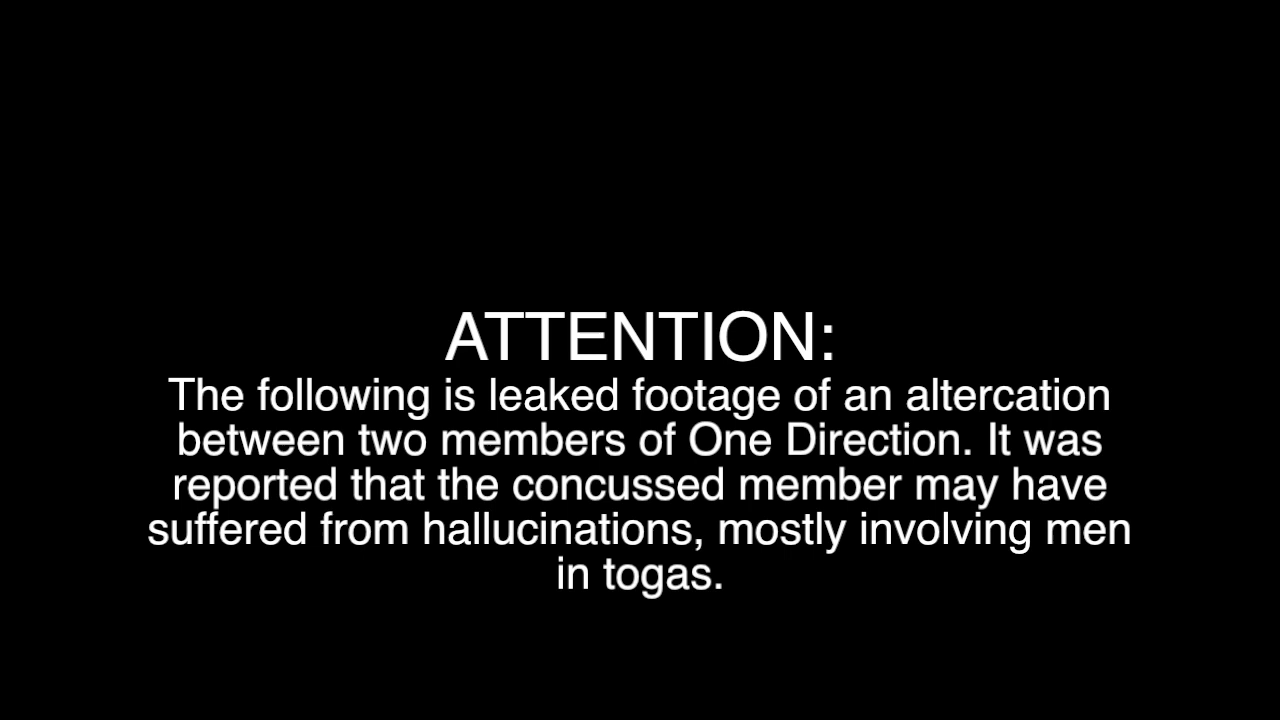 ATTENTION:
The following is leaked footage of an altercation
between two members of One Direction. It was
reported that the concussed member may have
suffered from hallucinations, mostly involving men
in togas.